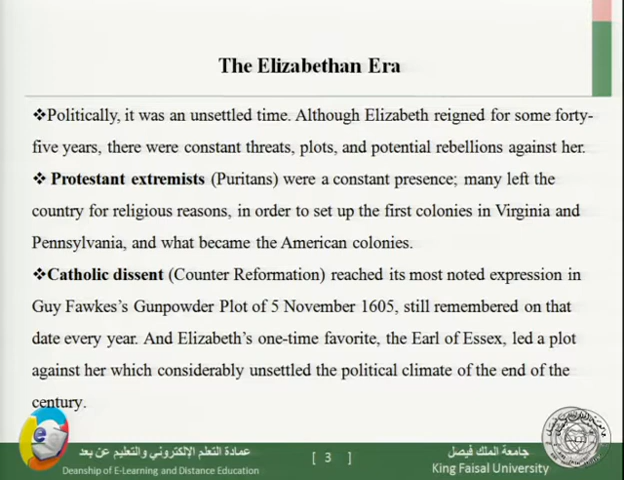 The Elizabethan Era
❖Politically, it was an unsettled time. Although Elizabeth reigned for some forty-
five years, there were constant threats, plots, and potential rebellions against her.
❖ Protestant extremists (Puritans) were a constant presence; many left the
country for religious reasons, in order to set up the first colonies in Virginia and
Pennsylvania, and what became the American colonies.
❖Catholic dissent (Counter Reformation) reached its most noted expression in
Guy Fawkes's Gunpowder Plot of 5 November 1605, still remembered on that
date every year. And Elizabeth's one-time favorite, the Earl of Essex, led a plot
against her which considerably unsettled the political climate of the end of the
century.
عمادة التعلم الإلكتروني والتعليم عن بعد
Deanship of E-Learning and Distance Education
[ 3 ]
جامعة الملك فيصل
King Faisal University